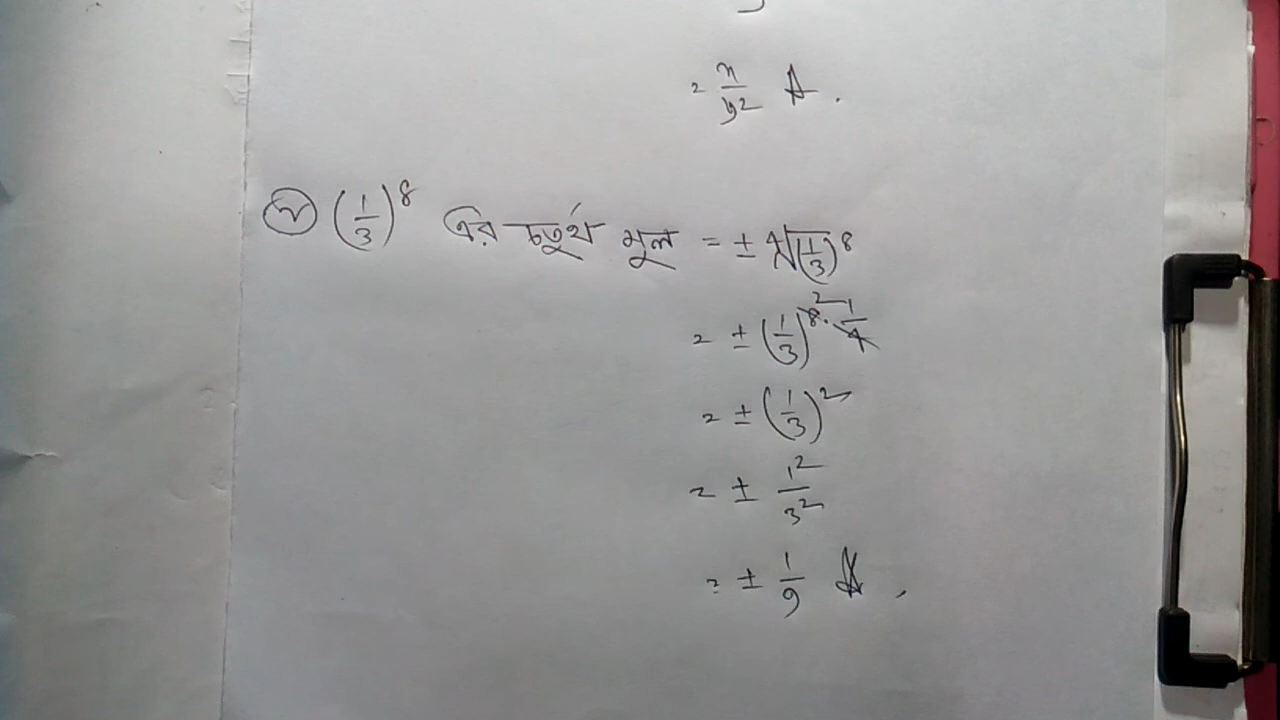 = x/y² A.
(v) (1/3)⁸ এর চতুর্থ মূল = ± ⁴√(1/3)⁸
= ± (1/3)⁸·¹/⁴ 2
= ± (1/3)²
= ± 1²/3²
= ± 1/9 A.